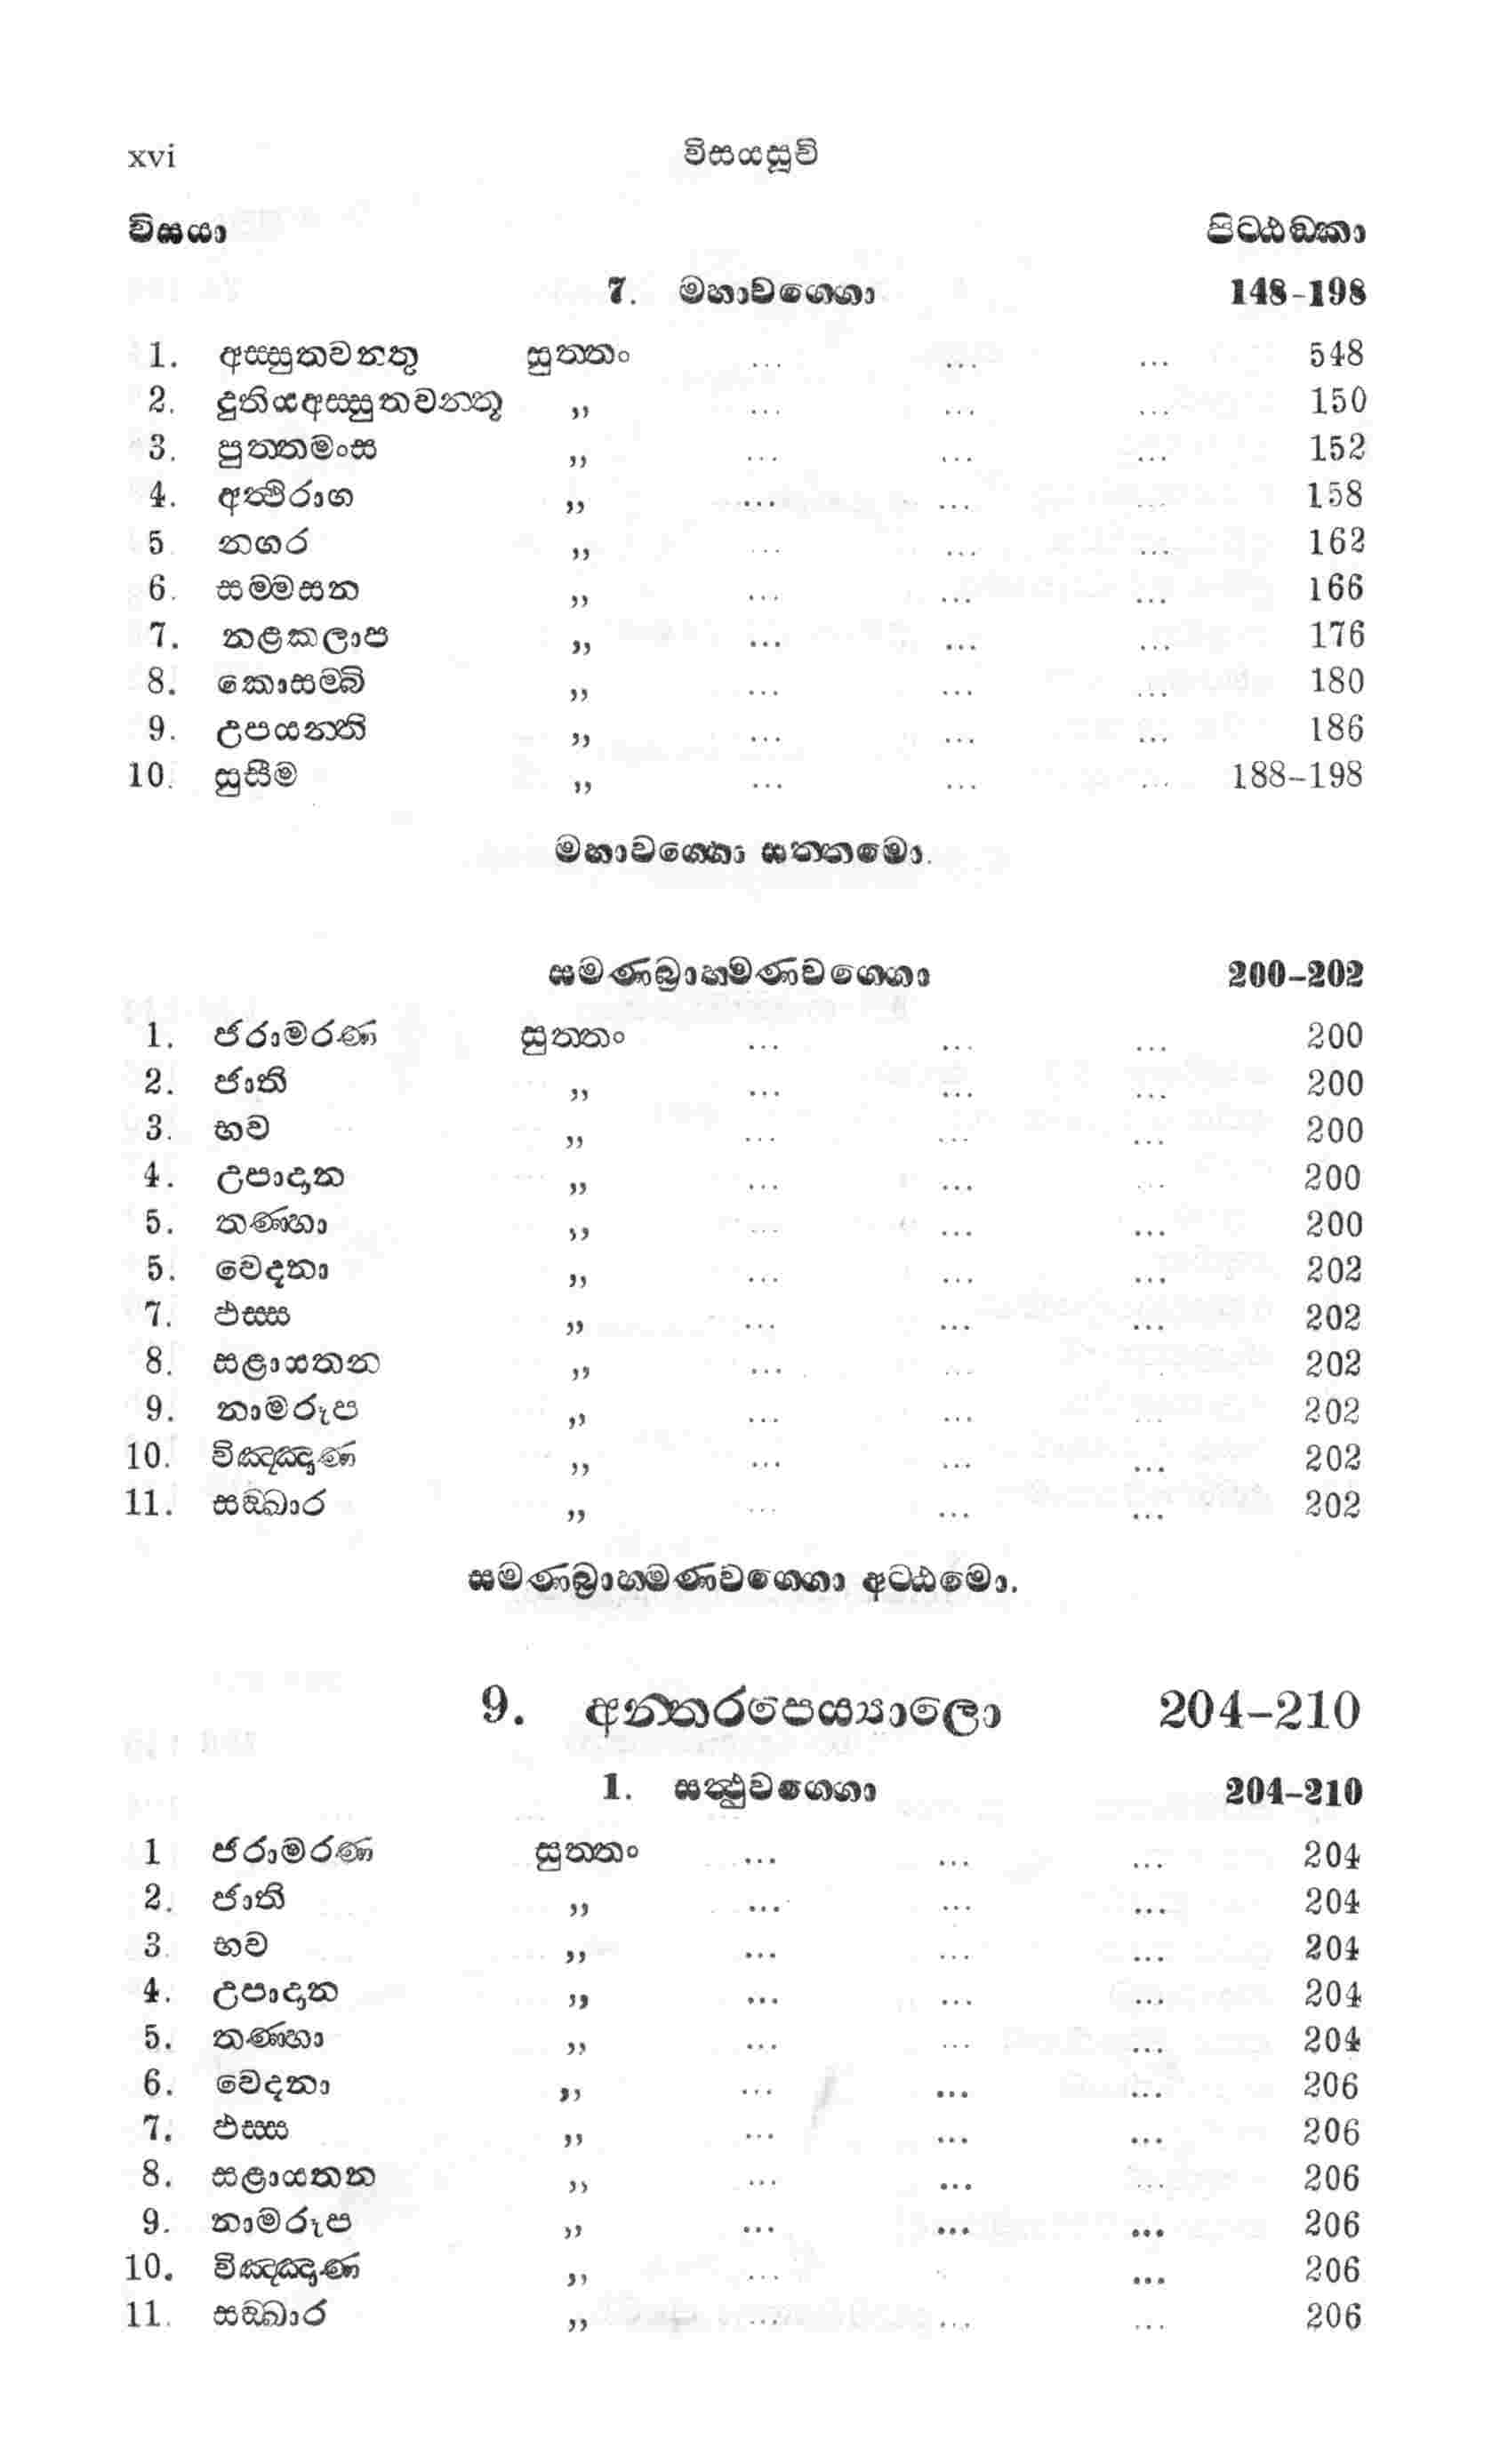 xvi විසයසූචි
විසයා පිට්ඨඞ්කා
7. මහාවග්ගො 148-198
1. අස්සුතවන්තු සුත්තං ... ... ... 548
2. දුතියඅස්සුතවන්තූ ,, ... ... ... 150
3. පුත්තමංස ,, ... ... ... 152
4. අත්ථිරාග ,, ... ... ... 158
5 නගර ,, ... ... ... 162
6. සම්මසන ,, ... ... ... 166
7. නළකලාප ,, ... ... ... 176
8. කොසම්බි ,, ... ... ... 180
9. උපයන්ති ,, ... ... ... 186
10. සුසීම ,, ... ... ... 188-198
මහාවග්ගො සත්තමො.
සමණබ්‍රාහ්මණවග්ගො 200-202
1. ජරාමරණ සුත්තං ... ... ... 200
2. ජාති ,, ... ... ... 200
3. භව ,, ... ... ... 200
4. උපාදාන ,, ... ... ... 200
5. තණ්හා ,, ... ... ... 200
5. වෙදනා ,, ... ... ... 202
7. ඵස්ස ,, ... ... ... 202
8. සළායතන ,, ... ... ... 202
9. නාමරූප ,, ... ... ... 202
10. විඤ්ඤාණ ,, ... ... ... 202
11. සඞ්ඛාර ,, ... ... ... 202
සමණබ්‍රාහ්මණවග්ගො අට්ඨමො.
9. අන්තරපෙය්‍යාලො 204-210
1. සත්ථුවග්ගො 204-210
1 ජරාමරණ සුත්තං ... ... ... 204
2. ජාති ,, ... ... ... 204
3. භව ,, ... ... ... 204
4. උපාදාන ,, ... ... ... 204
5. තණ්හා ,, ... ... ... 204
6. වෙදනා ,, ... ... ... 206
7. ඵස්ස ,, ... ... ... 206
8. සළායතන ,, ... ... ... 206
9. නාමරූප ,, ... ... ... 206
10. විඤ්ඤාණ ,, ... ... 206
11. සඞ්ඛාර ,, ... ... ... 206